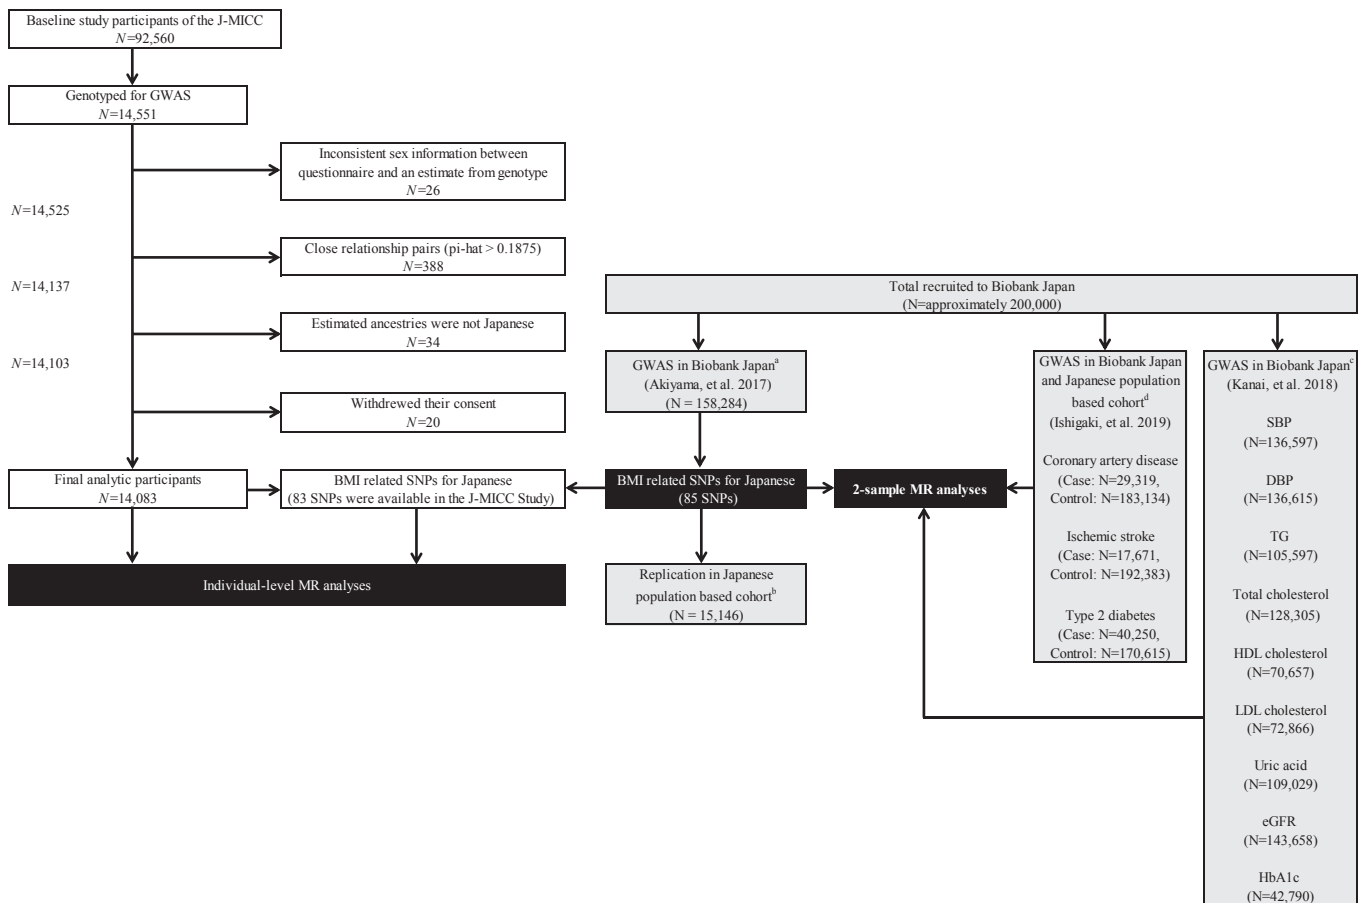 Baseline study participants of the J-MICC
N=92,560
Genotyped for GWAS
N=14,551
Inconsistent sex information between
questionnaire and an estimate from genotype
N=26
N=14,525
Close relationship pairs (pi-hat > 0.1875)
N=388
N=14,137
Estimated ancestries were not Japanese
N=34
N=14,103
Withdrewed their consent
N=20
Final analytic participants
N=14,083
BMI related SNPs for Japanese
(83 SNPs were available in the J-MICC Study)
Individual-level MR analyses
Total recruited to Biobank Japan
(N=approximately 200,000)
GWAS in Biobank Japanᵃ
(Akiyama, et al. 2017)
(N = 158,284)
BMI related SNPs for Japanese
(85 SNPs)
Replication in Japanese
population based cohortᵇ
(N = 15,146)
2-sample MR analyses
GWAS in Biobank Japan
and Japanese population
based cohortᵈ
(Ishigaki, et al. 2019)
Coronary artery disease
(Case: N=29,319,
Control: N=183,134)
Ischemic stroke
(Case: N=17,671,
Control: N=192,383)
Type 2 diabetes
(Case: N=40,250,
Control: N=170,615)
GWAS in Biobank Japanᶜ
(Kanai, et al. 2018)
SBP
(N=136,597)
DBP
(N=136,615)
TG
(N=105,597)
Total cholesterol
(N=128,305)
HDL cholesterol
(N=70,657)
LDL cholesterol
(N=72,866)
Uric acid
(N=109,029)
eGFR
(N=143,658)
HbA1c
(N=42,790)